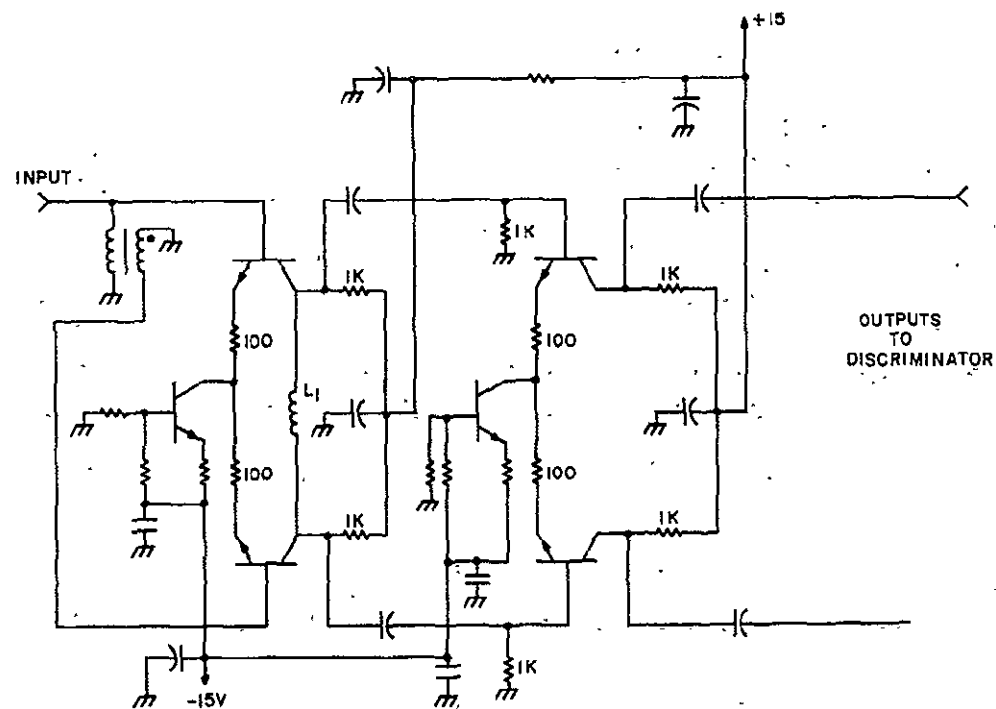 +15
INPUT
1K
1K
1K
100
100
OUTPUTS
TO
DISCRIMINATOR
L1
100
100
1K
1K
1K
-15V